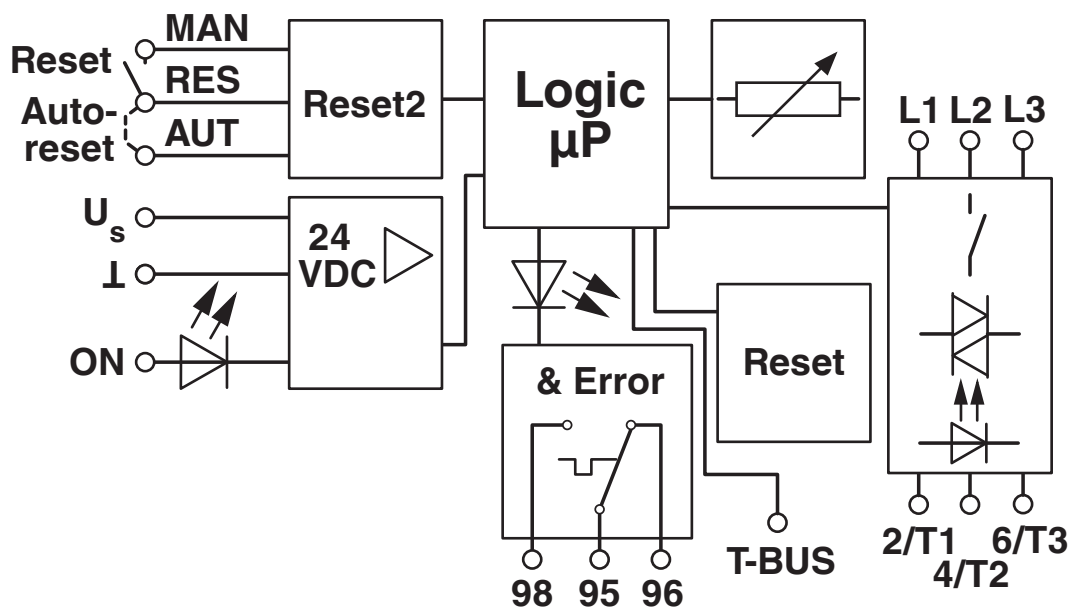 MAN
Reset
RES
Auto-
reset
AUT
Reset2
Logic
µP
L1 L2 L3
Us
⊥
24
VDC
ON
& Error
Reset
98 95 96
T-BUS
2/T1
4/T2
6/T3